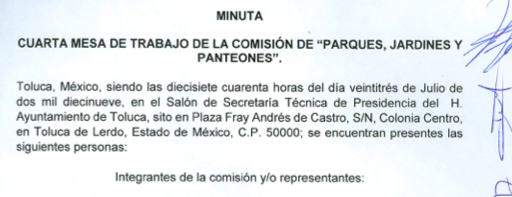 MINUTA
CUARTA MESA DE TRABAJO DE LA COMISIÓN DE “PARQUES, JARDINES Y
PANTEONES”.
Toluca, México, siendo las diecisiete cuarenta horas del día veintitrés de Julio de
dos mil diecinueve, en el Salón de Secretaría Técnica de Presidencia del H.
Ayuntamiento de Toluca, sito en Plaza Fray Andrés de Castro, S/N, Colonia Centro,
en Toluca de Lerdo, Estado de México, C.P. 50000; se encuentran presentes las
siguientes personas:
Integrantes de la comisión y/o representantes: